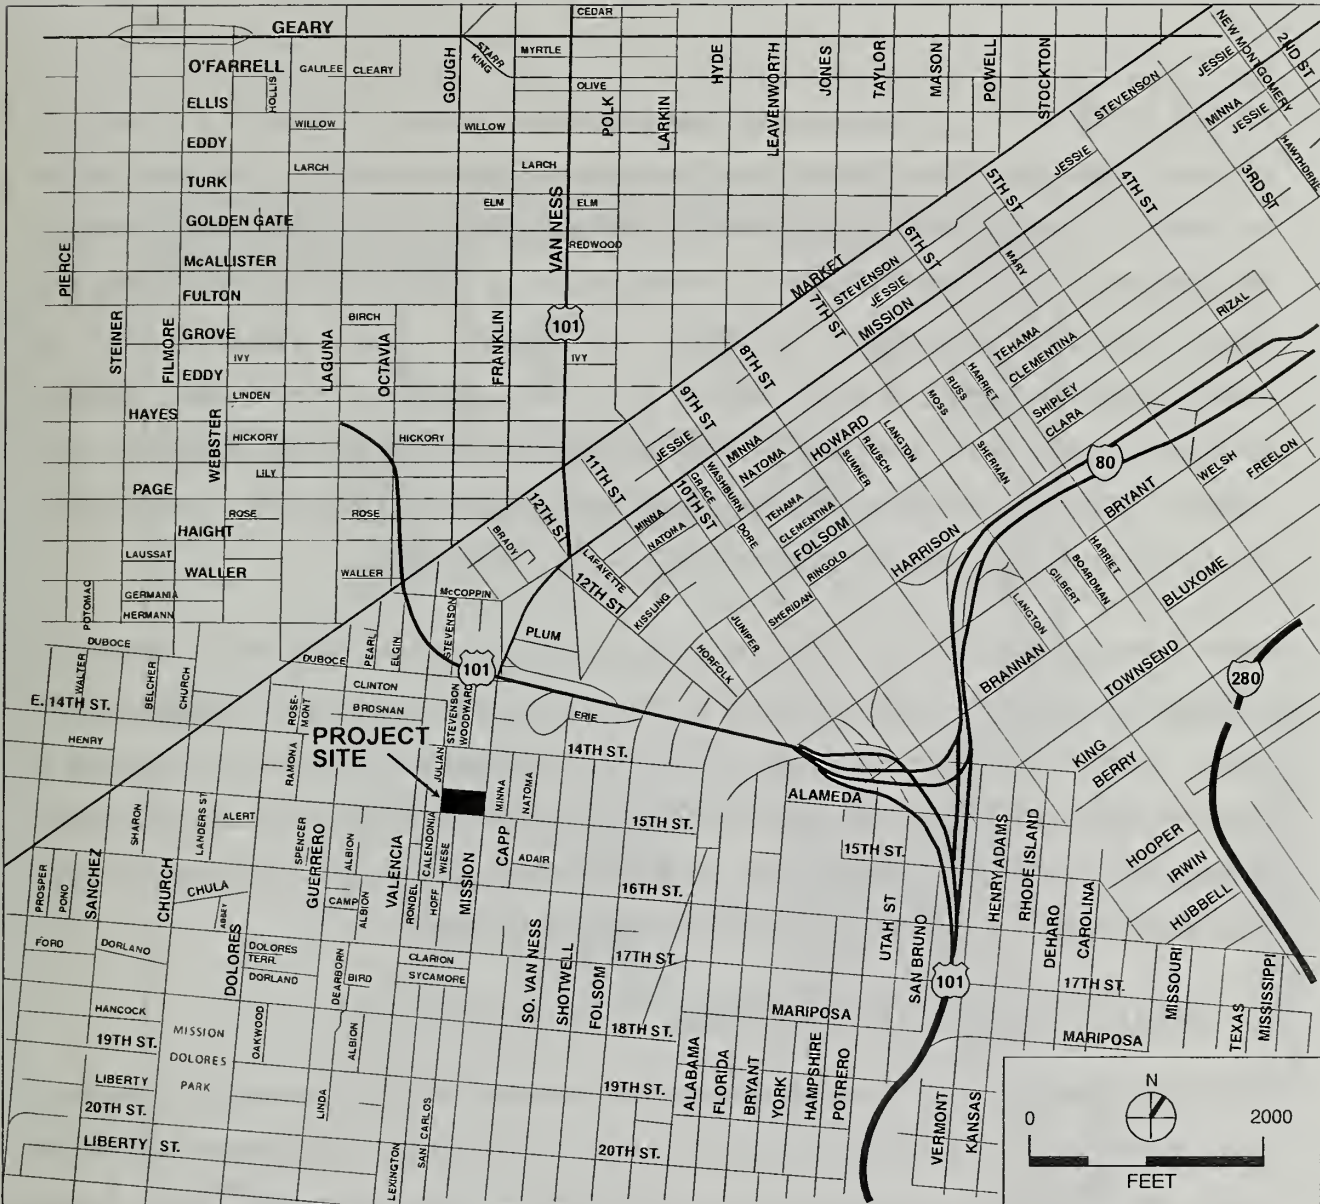 GEARY
CEDAR
NEW MONTGOMERY
2ND ST
STARR KING
MYRTLE
O'FARRELL
GALILEE
CLEARY
HOLLIS
GOUGH
HYDE
LEAVENWORTH
JONES
TAYLOR
MASON
POWELL
STOCKTON
STEVENSON
JESSIE
ELLIS
OLIVE
POLK
LARKIN
MINNA
JESSIE
WILLOW
WILLOW
EDDY
HAWTHORNE
LARCH
LARCH
JESSIE
TURK
5TH ST
4TH ST
3RD ST
ELM
ELM
VAN NESS
GOLDEN GATE
REDWOOD
6TH ST
PIERCE
McALLISTER
MARKET
STEVENSON
JESSIE
MARY
FULTON
7TH ST
MISSION
RIZAL
BIRCH
101
STEINER
FILMORE
GROVE
LAGUNA
OCTAVIA
FRANKLIN
IVY
IVY
8TH ST
TEHAMA
CLEMENTINA
EDDY
HARRIET
RUSS
MOSS
LINDEN
HAYES
WEBSTER
9TH ST
SHIPLEY
CLARA
HICKORY
HICKORY
JESSIE
MINNA
NATOMA
HOWARD
LANGTON
RAUSCH
SUMNER
SHERMAN
80
LILY
11TH ST
WASHBURN
GRACE
10TH ST
WELSH
FREELON
PAGE
12TH ST
TEHAMA
CLEMENTINA
FOLSOM
RINGOLD
BRYANT
ROSE
ROSE
MINNA
NATOMA
DORE
HAIGHT
BRADY
HARRISON
LAUSSAT
LAFAYETTE
12TH ST
HARRIET
BOARDMAN
GILBERT
BLUXOME
WALLER
WALLER
POTOMAC
GERMANIA
HERMANN
McCOPPIN
STEVENSON
KISSLING
SHERIDAN
JUNIPER
LANGTON
PLUM
DUBOCE
PEARL
ELGIN
DUBOCE
HORFOLK
101
BRANNAN
TOWNSEND
280
WALTER
BELCHER
CHURCH
CLINTON
BROSNAN
E. 14TH ST.
ROSE-
MONT
STEVENSON
WOODWARD
ERIE
HENRY
PROJECT
SITE
RAMONA
JULIAN
14TH ST.
KING
BERRY
MINNA
NATOMA
ALAMEDA
SHARON
LANDERS ST
ALERT
SPENCER
GUERRERO
ALBION
VALENCIA
CALENDONIA
WIESE
MISSION
CAPP
ADAIR
15TH ST.
15TH ST.
HENRY ADAMS
RHODE ISLAND
HOOPER
IRWIN
HUBBELL
PROSPER
PONO
SANCHEZ
CHURCH
CHULA
ABBEY
CAMP
ALBION
RONDEL
HOFF
16TH ST.
UTAH ST
SAN BRUNO
DEHARO
CAROLINA
FORD
DORLANO
DOLORES
DOLORES
TERR.
DORLAND
DEARBORN
BIRD
CLARION
SYCAMORE
SO. VAN NESS
SHOTWELL
FOLSOM
17TH ST.
101
17TH ST.
MISSOURI
TEXAS
MISSISSIPPI
HANCOCK
19TH ST.
MISSION
DOLORES
PARK
OAKWOOD
ALBION
18TH ST.
MARIPOSA
MARIPOSA
LIBERTY
20TH ST.
LIBERTY ST.
LINDA
LEXINGTON
SAN CARLOS
19TH ST.
20TH ST.
ALABAMA
FLORIDA
BRYANT
YORK
HAMPSHIRE
POTRERO
VERMONT
KANSAS
N
0
2000
FEET